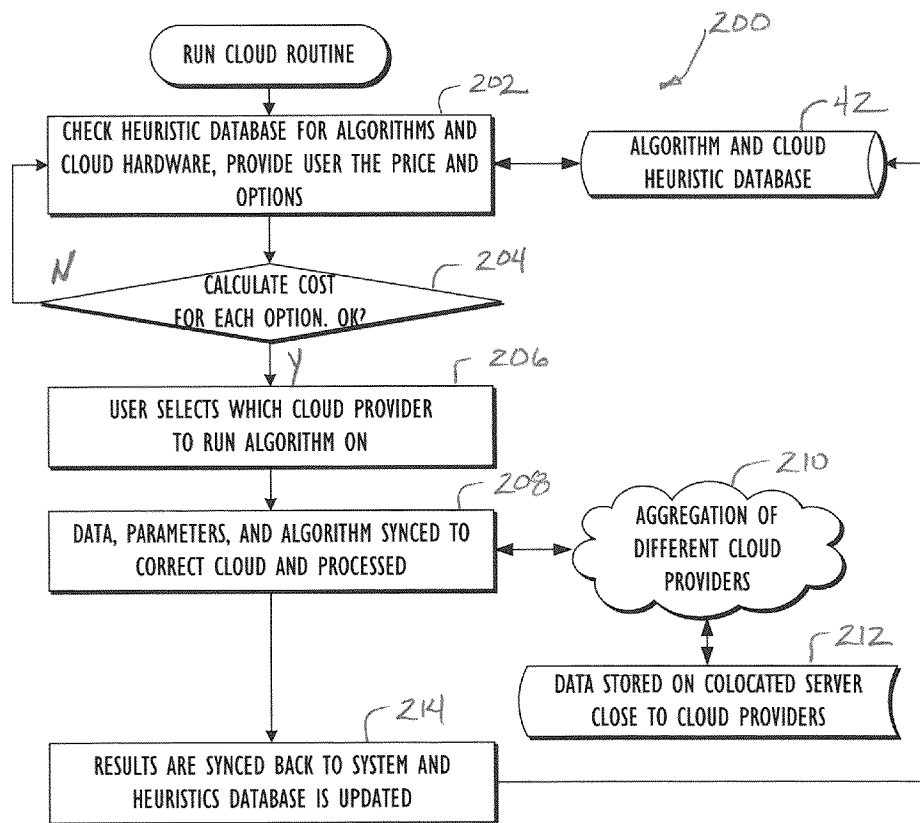 200
RUN CLOUD ROUTINE
202
CHECK HEURISTIC DATABASE FOR ALGORITHMS AND
CLOUD HARDWARE, PROVIDE USER THE PRICE AND
OPTIONS
42
ALGORITHM AND CLOUD
HEURISTIC DATABASE
N
204
CALCULATE COST
FOR EACH OPTION. OK?
Y
206
USER SELECTS WHICH CLOUD PROVIDER
TO RUN ALGORITHM ON
208
DATA, PARAMETERS, AND ALGORITHM SYNCED TO
CORRECT CLOUD AND PROCESSED
210
AGGREGATION OF
DIFFERENT CLOUD
PROVIDERS
212
DATA STORED ON COLOCATED SERVER
CLOSE TO CLOUD PROVIDERS
214
RESULTS ARE SYNCED BACK TO SYSTEM AND
HEURISTICS DATABASE IS UPDATED